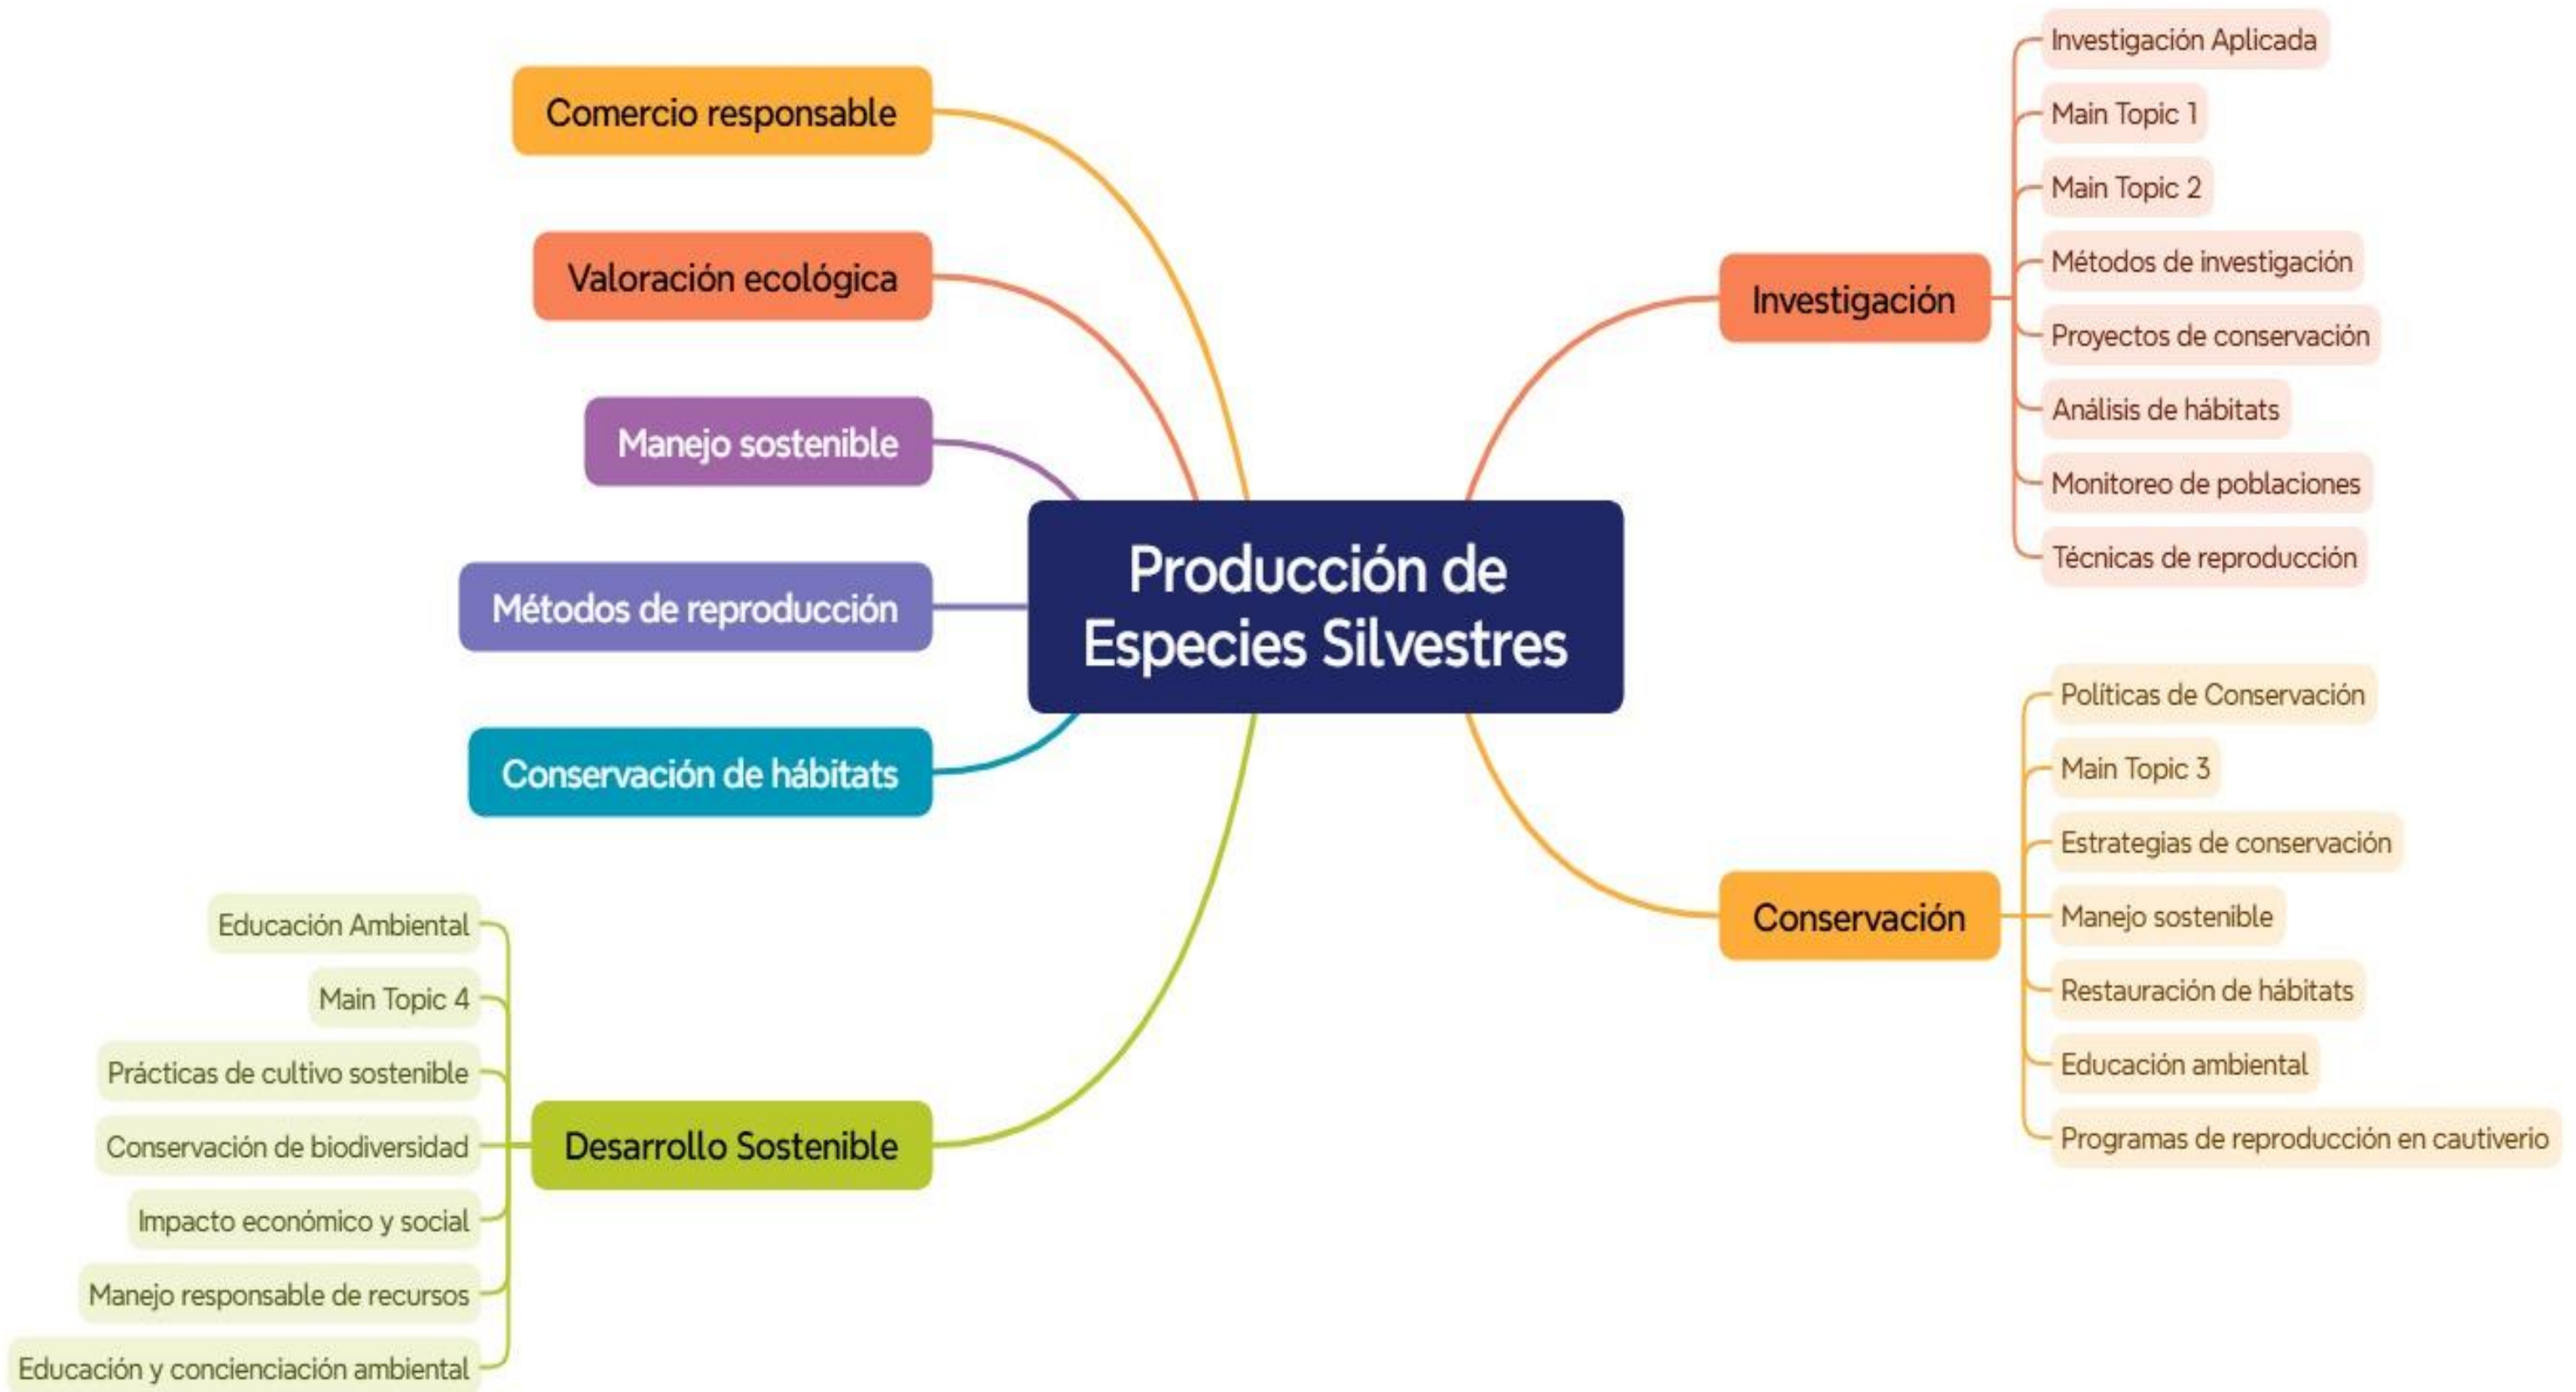 Producción de
Especies Silvestres
Investigación
Investigación Aplicada
Main Topic 1
Main Topic 2
Métodos de investigación
Proyectos de conservación
Análisis de hábitats
Monitoreo de poblaciones
Técnicas de reproducción
Conservación
Políticas de Conservación
Main Topic 3
Estrategias de conservación
Manejo sostenible
Restauración de hábitats
Educación ambiental
Programas de reproducción en cautiverio
Desarrollo Sostenible
Educación Ambiental
Main Topic 4
Prácticas de cultivo sostenible
Conservación de biodiversidad
Impacto económico y social
Manejo responsable de recursos
Educación y concienciación ambiental
Conservación de hábitats
Métodos de reproducción
Manejo sostenible
Valoración ecológica
Comercio responsable